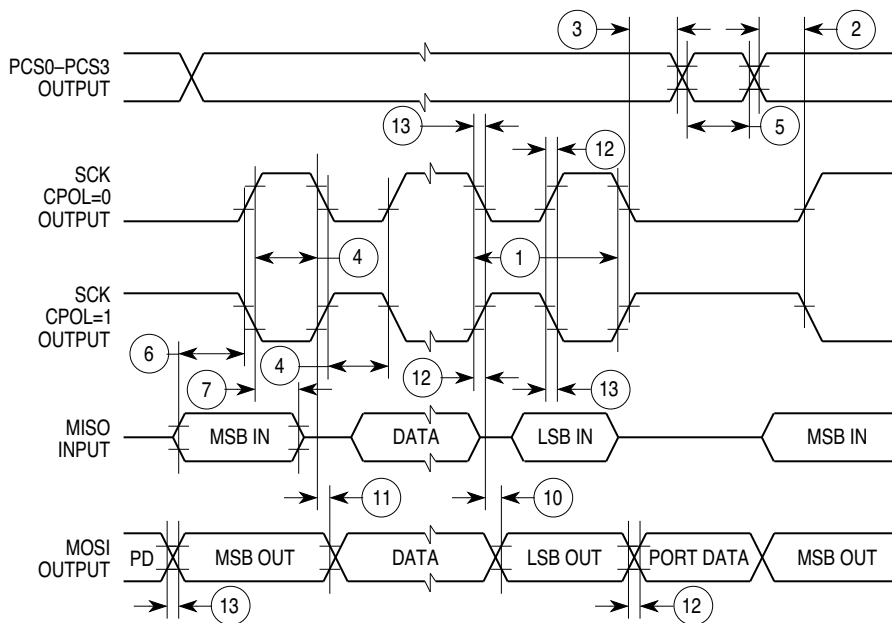 3
2
PCS0–PCS3
OUTPUT
13
5
12
SCK
CPOL=0
OUTPUT
4
1
SCK
CPOL=1
OUTPUT
6
4
12
13
7
MISO
INPUT
MSB IN
DATA
LSB IN
MSB IN
11
10
MOSI
OUTPUT
PD
MSB OUT
DATA
LSB OUT
PORT DATA
MSB OUT
13
12